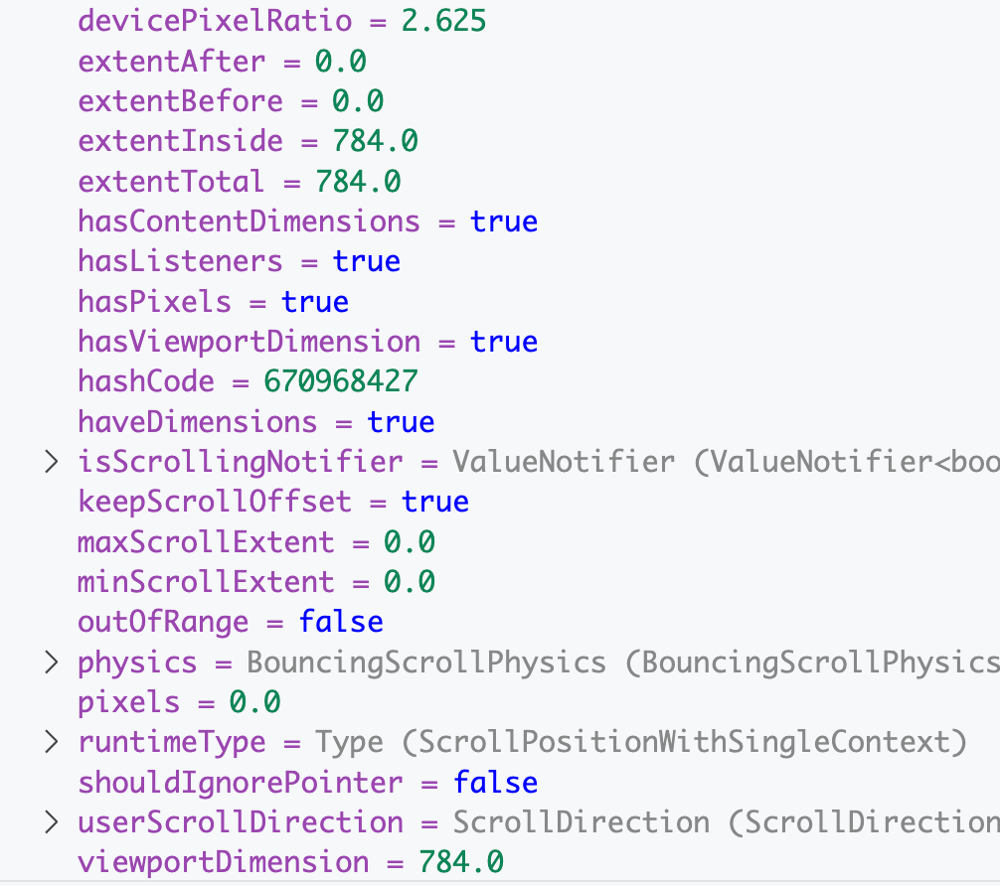 devicePixelRatio = 2.625
extentAfter = 0.0
extentBefore = 0.0
extentInside = 784.0
extentTotal = 784.0
hasContentDimensions = true
hasListeners = true
hasPixels = true
hasViewportDimension = true
hashCode = 670968427
haveDimensions = true
> isScrollingNotifier = ValueNotifier (ValueNotifier<boo
keepScrollOffset = true
maxScrollExtent = 0.0
minScrollExtent = 0.0
outOfRange = false
> physics = BouncingScrollPhysics (BouncingScrollPhysics
pixels = 0.0
> runtimeType = Type (ScrollPositionWithSingleContext)
shouldIgnorePointer = false
> userScrollDirection = ScrollDirection (ScrollDirection
viewportDimension = 784.0